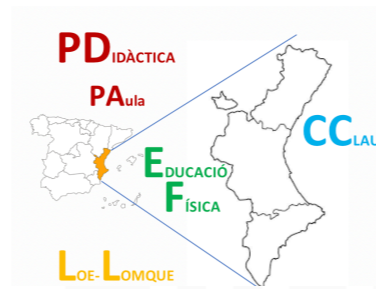 PDIDÀCTICA
PAula
CCLAU
EDUCACIÓ
FÍSICA
LOE-LOMQUE